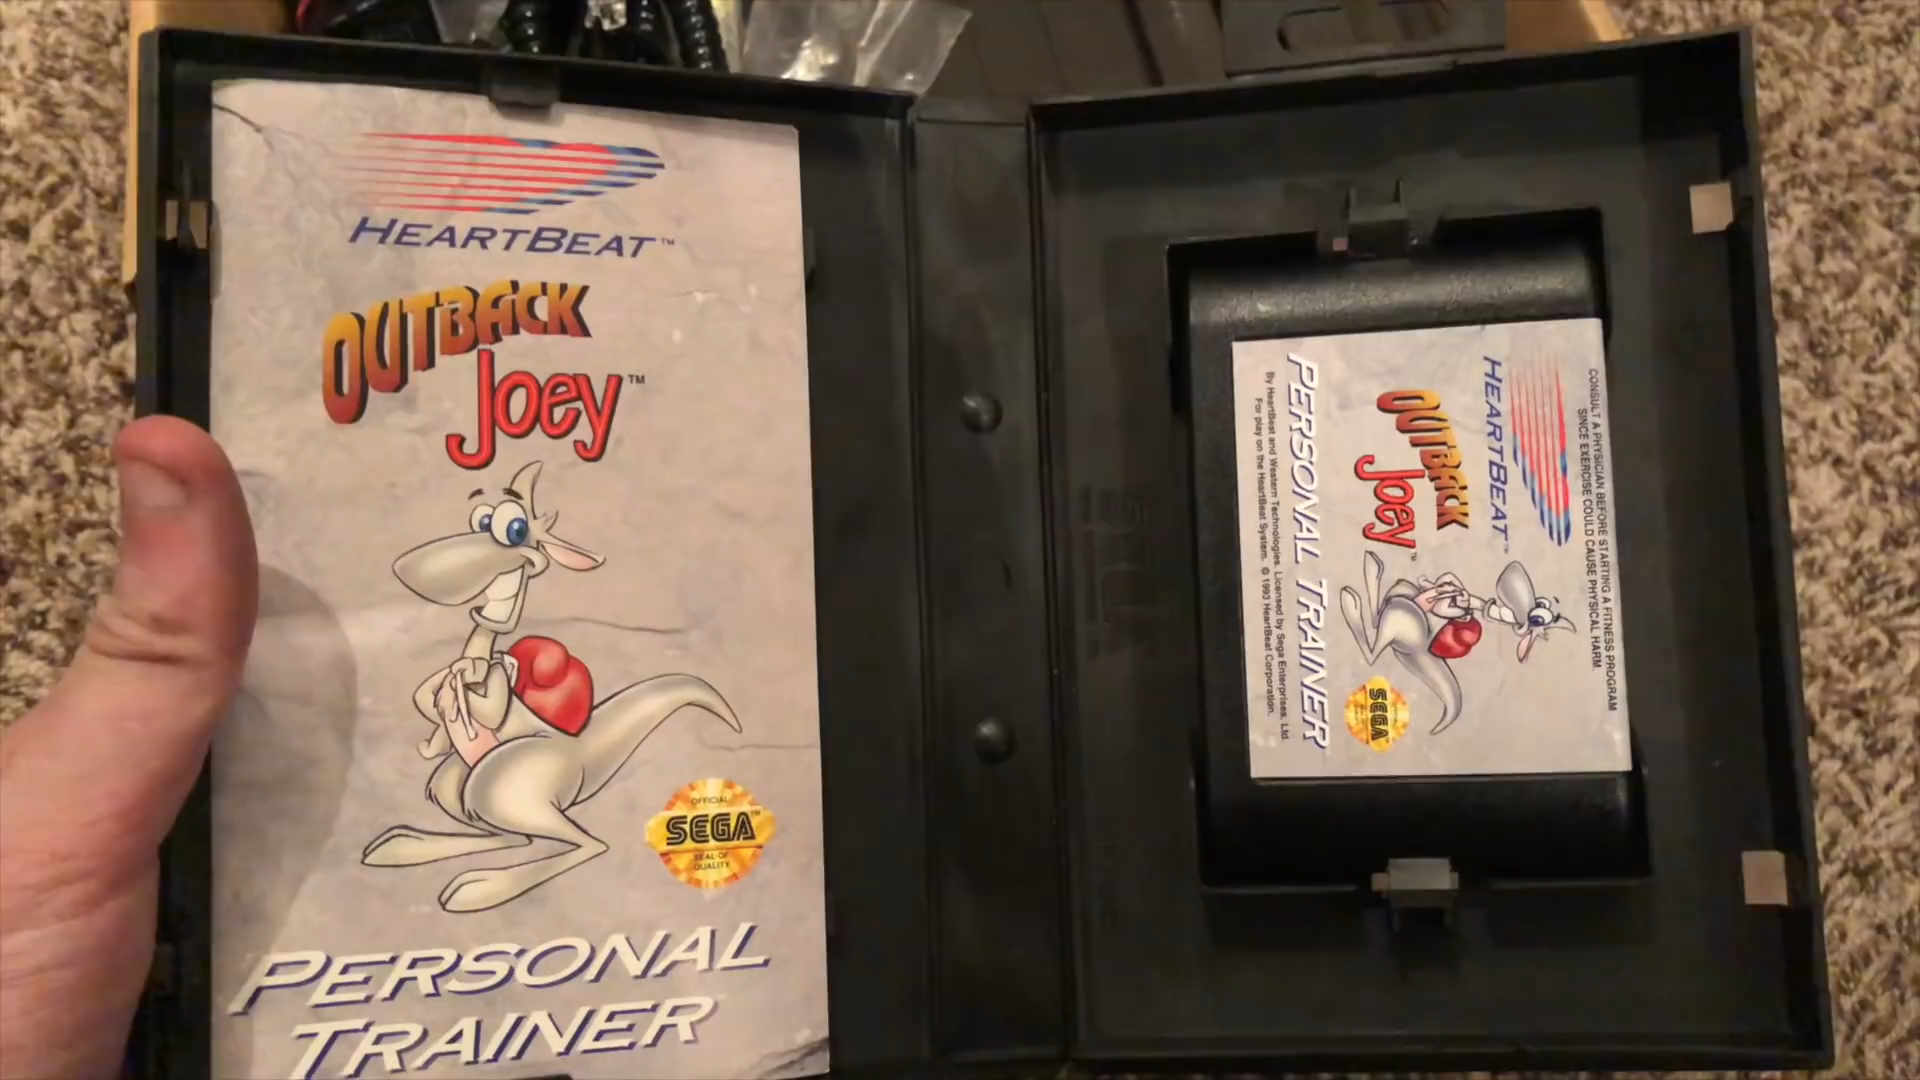 HEARTBEAT™
OUTBACK
Joey™
OFFICIAL
SEGA™
SEAL OF
QUALITY
PERSONAL
TRAINER
CONSULT A PHYSICIAN BEFORE STARTING A FITNESS PROGRAM
SINCE EXERCISE COULD CAUSE PHYSICAL HARM.
HEARTBEAT™
OUTBACK
Joey™
SEGA
PERSONAL TRAINER
By HeartBeat and Western Technologies. Licensed by Sega Enterprises, Ltd.
For play on the HeartBeat System. © 1993 HeartBeat Corporation.